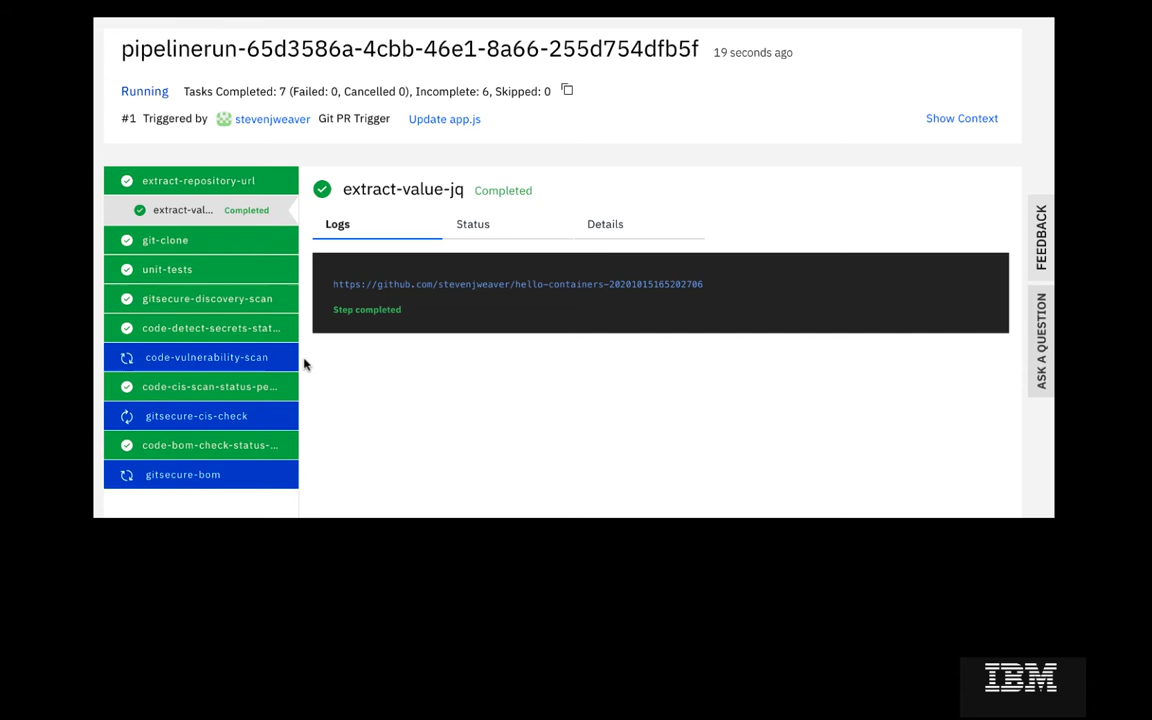 pipelinerun-65d3586a-4cbb-46e1-8a66-255d754dfb5f 19 seconds ago
Running Tasks Completed: 7 (Failed: 0, Cancelled 0), Incomplete: 6, Skipped: 0
#1 Triggered by stevenjweaver Git PR Trigger Update app.js
Show Context
extract-repository-url
extract-val... Completed
git-clone
unit-tests
gitsecure-discovery-scan
code-detect-secrets-stat...
code-vulnerability-scan
code-cis-scan-status-pe...
gitsecure-cis-check
code-bom-check-status-...
gitsecure-bom
extract-value-jq Completed
Logs Status Details
https://github.com/stevenjweaver/hello-containers-20201015165202706
Step completed
FEEDBACK
ASK A QUESTION
IBM